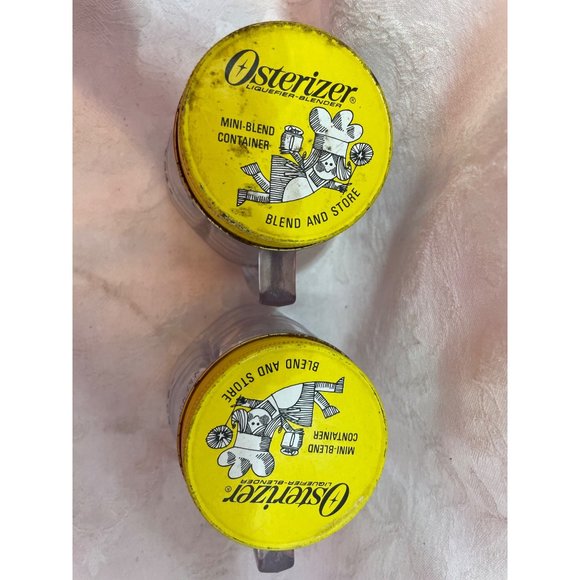 Osterizer®
LIQUEFIER-BLENDER
MINI-BLEND
CONTAINER
BLEND AND STORE
Osterizer®
LIQUEFIER-BLENDER
MINI-BLEND
CONTAINER
BLEND AND STORE